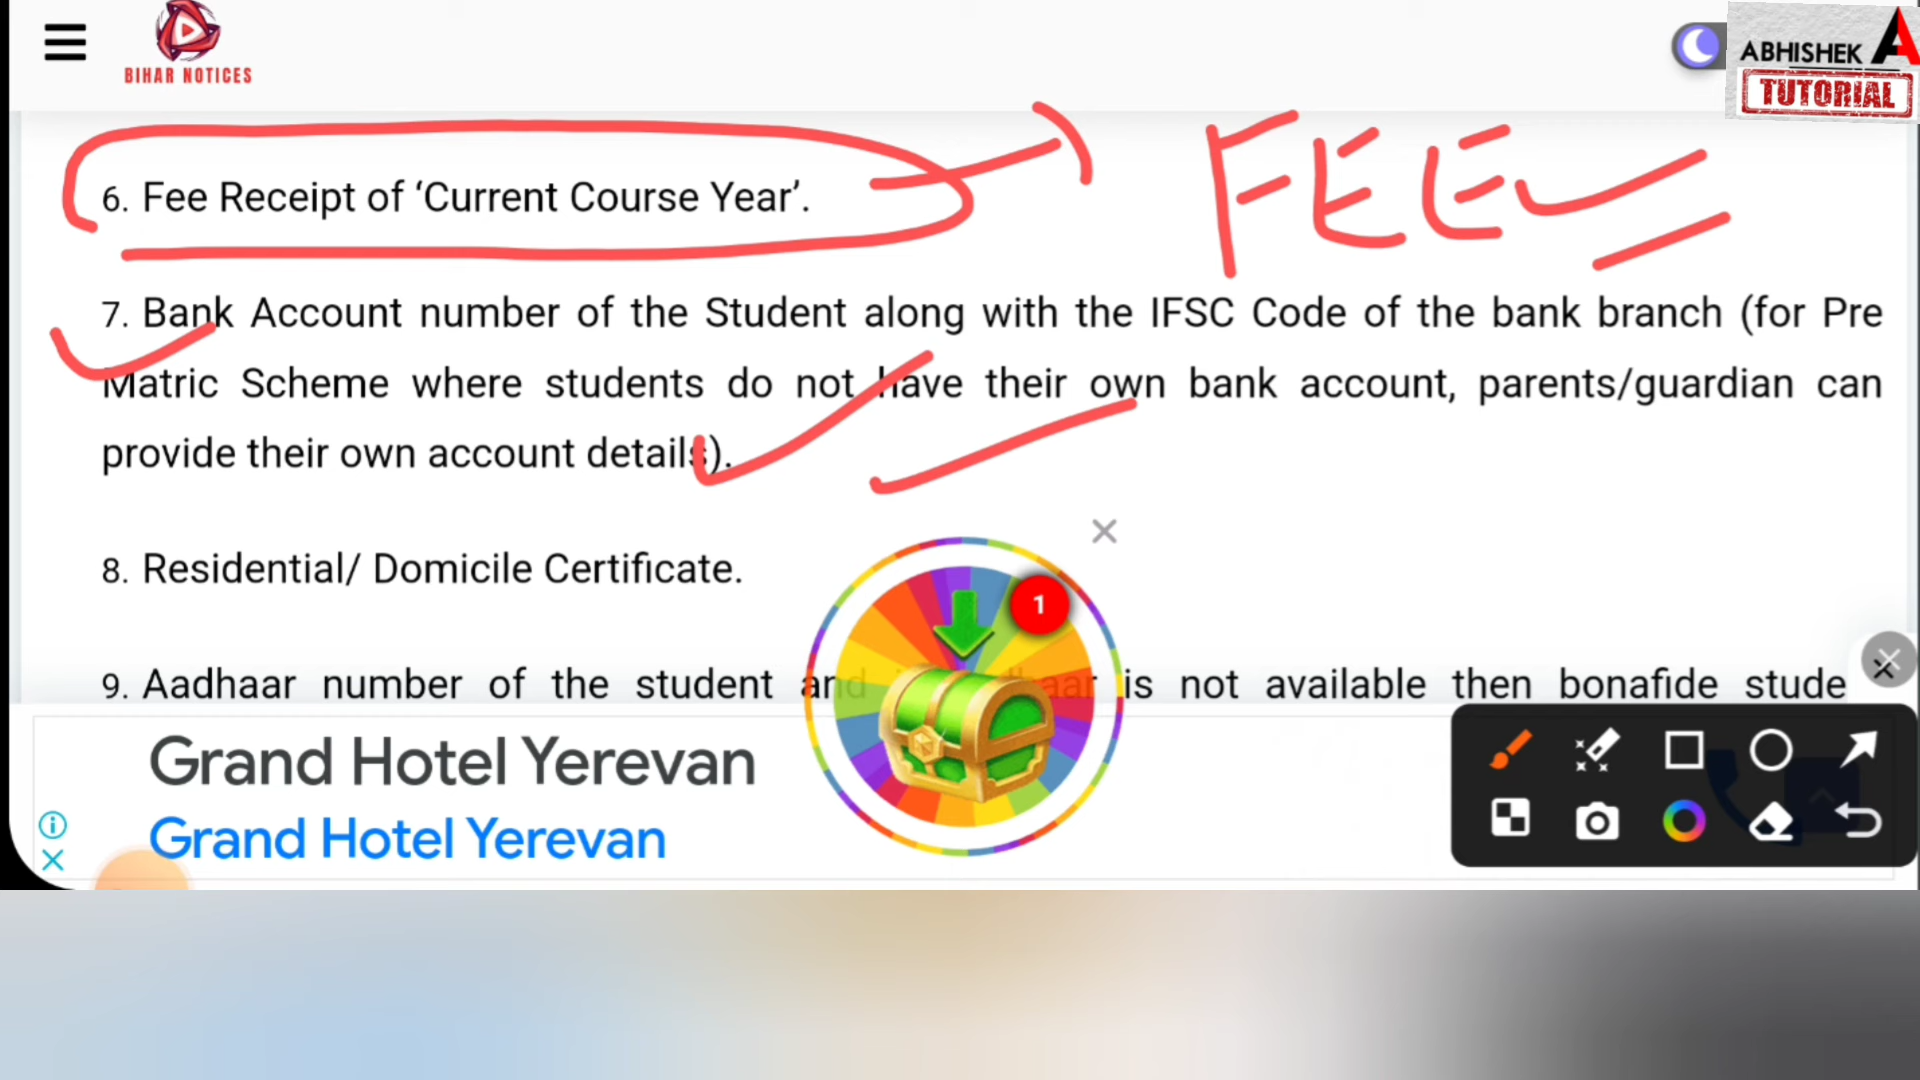 BIHAR NOTICES
ABHISHEK A
TUTORIAL
6. Fee Receipt of ‘Current Course Year’.
FEE
7. Bank Account number of the Student along with the IFSC Code of the bank branch (for Pre
Matric Scheme where students do not have their own bank account, parents/guardian can
provide their own account details).
8. Residential/ Domicile Certificate.
1
9. Aadhaar number of the student and is not available then bonafide stude
Grand Hotel Yerevan
Grand Hotel Yerevan